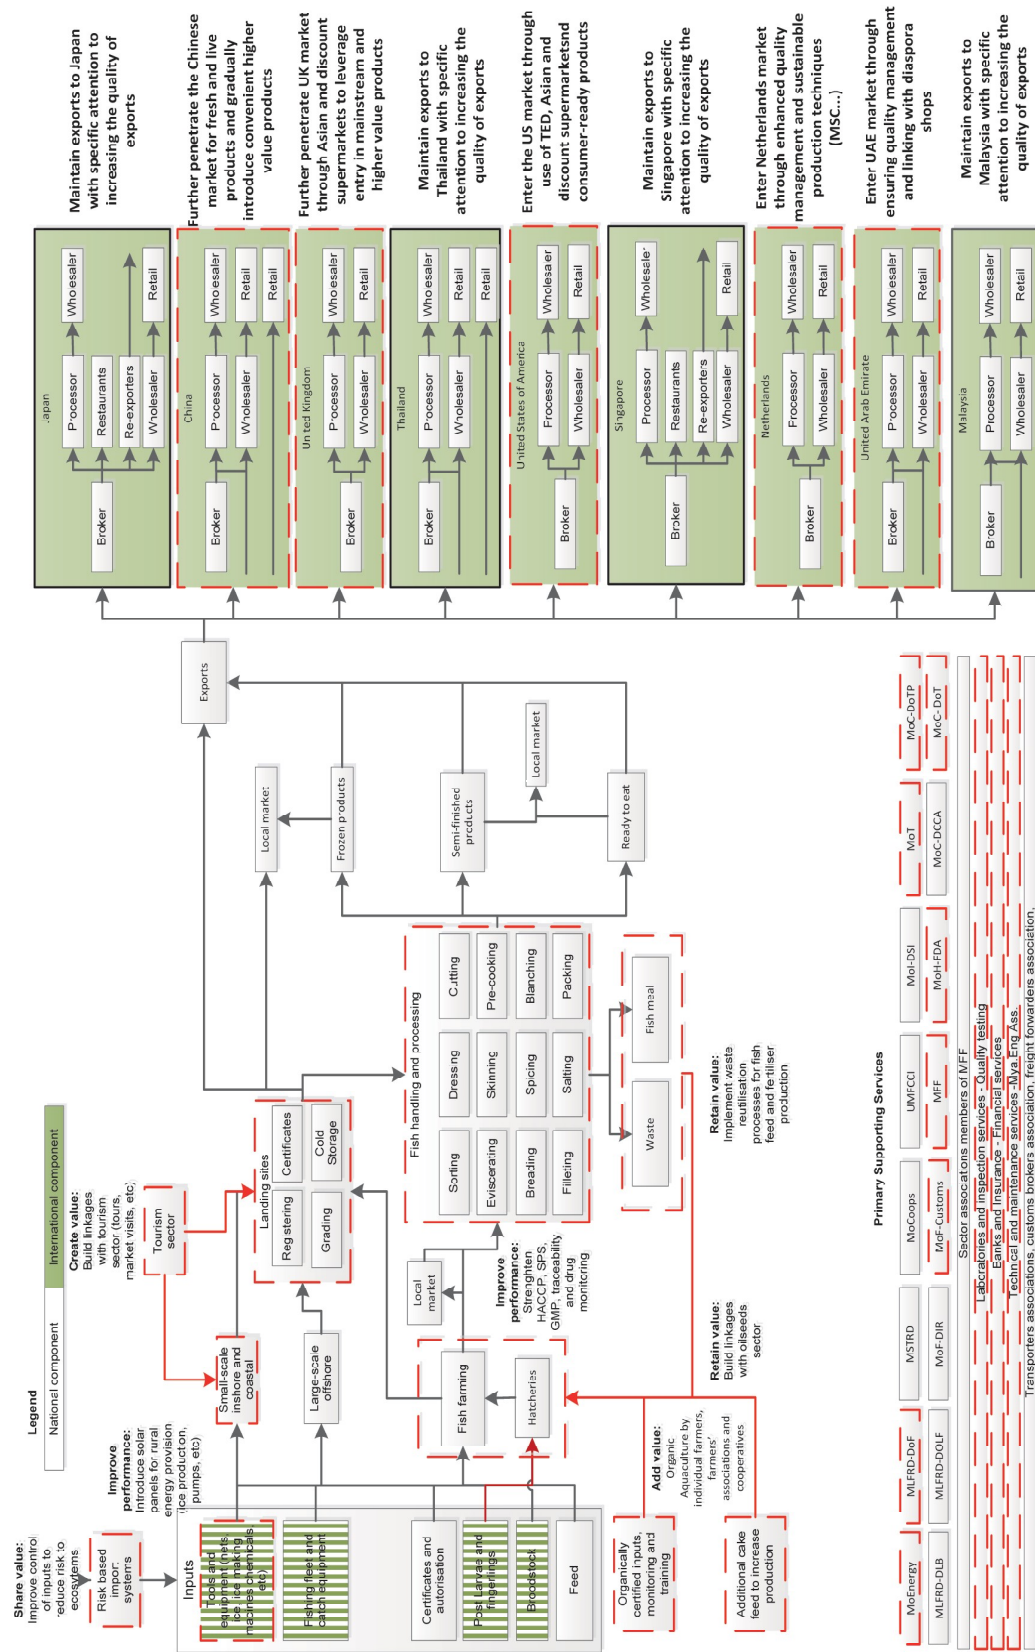 Legend
National component
International component
Share value:
Improve control
of inputs to
reduce risk to
ecosystems
Risk based
import
systems
Improve
performance:
Introduce solar
panels for rural
energy provision
(ice production,
pumps, etc)
Create value:
Build linkages
with tourism
sector (tours,
market visits, etc)
Tourism
sector
Inputs
Tools and
equipment (nets,
ice, ice making
macines chemicals
etc)
Fishing fleet and
catch equipment
Certificates and
autorisation
Post Larvae and
fingerlings
Broodstock
Feed
Small-scale
inshore and
coastal
Large-scale
offshore
Fish farming
Hatcheries
Landing sites
Registering
Certificates
Grading
Cold
Storage
Local
market
Improve
performance:
Strenghten
HACCP, SPS,
GMP, traceability
and drug
monitoring
Organically
certified inputs,
monitoring and
training
Additional cake
feed to increase
production
Add value:
Organic
Aquaculture by
individual farmers,
farmers'
associations and
cooperatives
Retain value:
Build linkages
with oilseeds
sector
Fish handling and processing
Sorting
Dressing
Cutting
Eviscerating
Skinning
Pre-cooking
Breading
Spicing
Blanching
Filleting
Salting
Packing
Waste
Fish meal
Retain value:
Implement waste
reutilisation
processes for fish
feed and fertiliser
production
Local market
Frozen products
Semi-finished
products
Local market
Ready to eat
Exports
Japan
Broker
Processor
Restaurants
Re-exporters
Wholesaler
Wholesaler
Retail
Maintain exports to Japan
with specific attention to
increasing the quality of
exports
China
Broker
Processor
Wholesaler
Wholesaler
Retail
Retail
Further penetrate the Chinese
market for fresh and live
products and gradually
introduce convenient higher
value products
United Kingdom
Broker
Processor
Wholesaler
Wholesaler
Retail
Further penetrate UK market
through Asian and discount
supermarkets to leverage
entry in mainstream and
higher value products
Thailand
Broker
Processor
Wholesaler
Wholesaler
Retail
Retail
Maintain exports to
Thailand with specific
attention to increasing the
quality of exports
United States of America
Broker
Processor
Wholesaler
Wholesaler
Retail
Enter the US market through
use of TED, Asian and
discount supermarketsnd
consumer-ready products
Singapore
Broker
Processor
Restaurants
Re-exporters
Wholesaler
Wholesaler
Retail
Maintain exports to
Singapore with specific
attention to increasing the
quality of exports
Netherlands
Broker
Processor
Wholesaler
Wholesaler
Retail
Enter Netherlands market
through enhanced quality
management and sustainable
production techniques
(MSC...)
United Arab Emirate
Broker
Processor
Wholesaler
Wholesaler
Retail
Enter UAE market through
ensuring quality management
and linking with diaspora
shops
Malaysia
Broker
Processor
Wholesaler
Wholesaler
Retail
Maintain exports to
Malaysia with specific
attention to increasing the
quality of exports
Primary Supporting Services
MoEnergy
MLFRD-DoF
MSTRD
MoCoops
UMFCCI
MoI-DSI
MoT
MoC-DoTP
MLFRD-DLB
MLFRD-DOLF
MoF-DIR
MoF-Customs
MFF
MoH-FDA
MoC-DCCA
MoC-DoT
Sector associations members of MFF
Laboratories and inspection services - Quality testing
Banks and Insurance - Financial services
Technical and maintenance services -Mya. Eng Ass.
Transporters associations, customs brokers association, freight forwarders association,